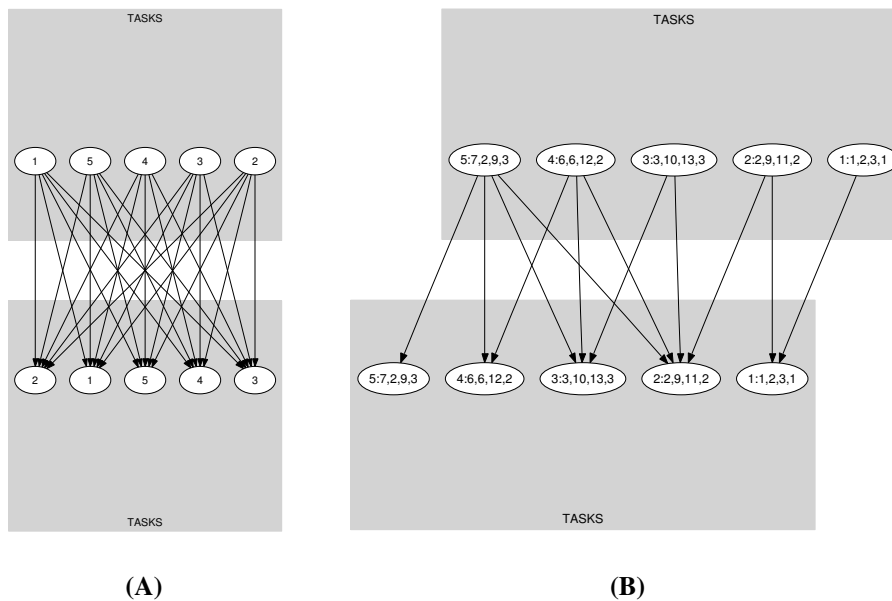 TASKS
TASKS
1 5 4 3 2
5:7,2,9,3 4:6,6,12,2 3:3,10,13,3 2:2,9,11,2 1:1,2,3,1
2 1 5 4 3
5:7,2,9,3 4:6,6,12,2 3:3,10,13,3 2:2,9,11,2 1:1,2,3,1
TASKS
TASKS
(A)
(B)